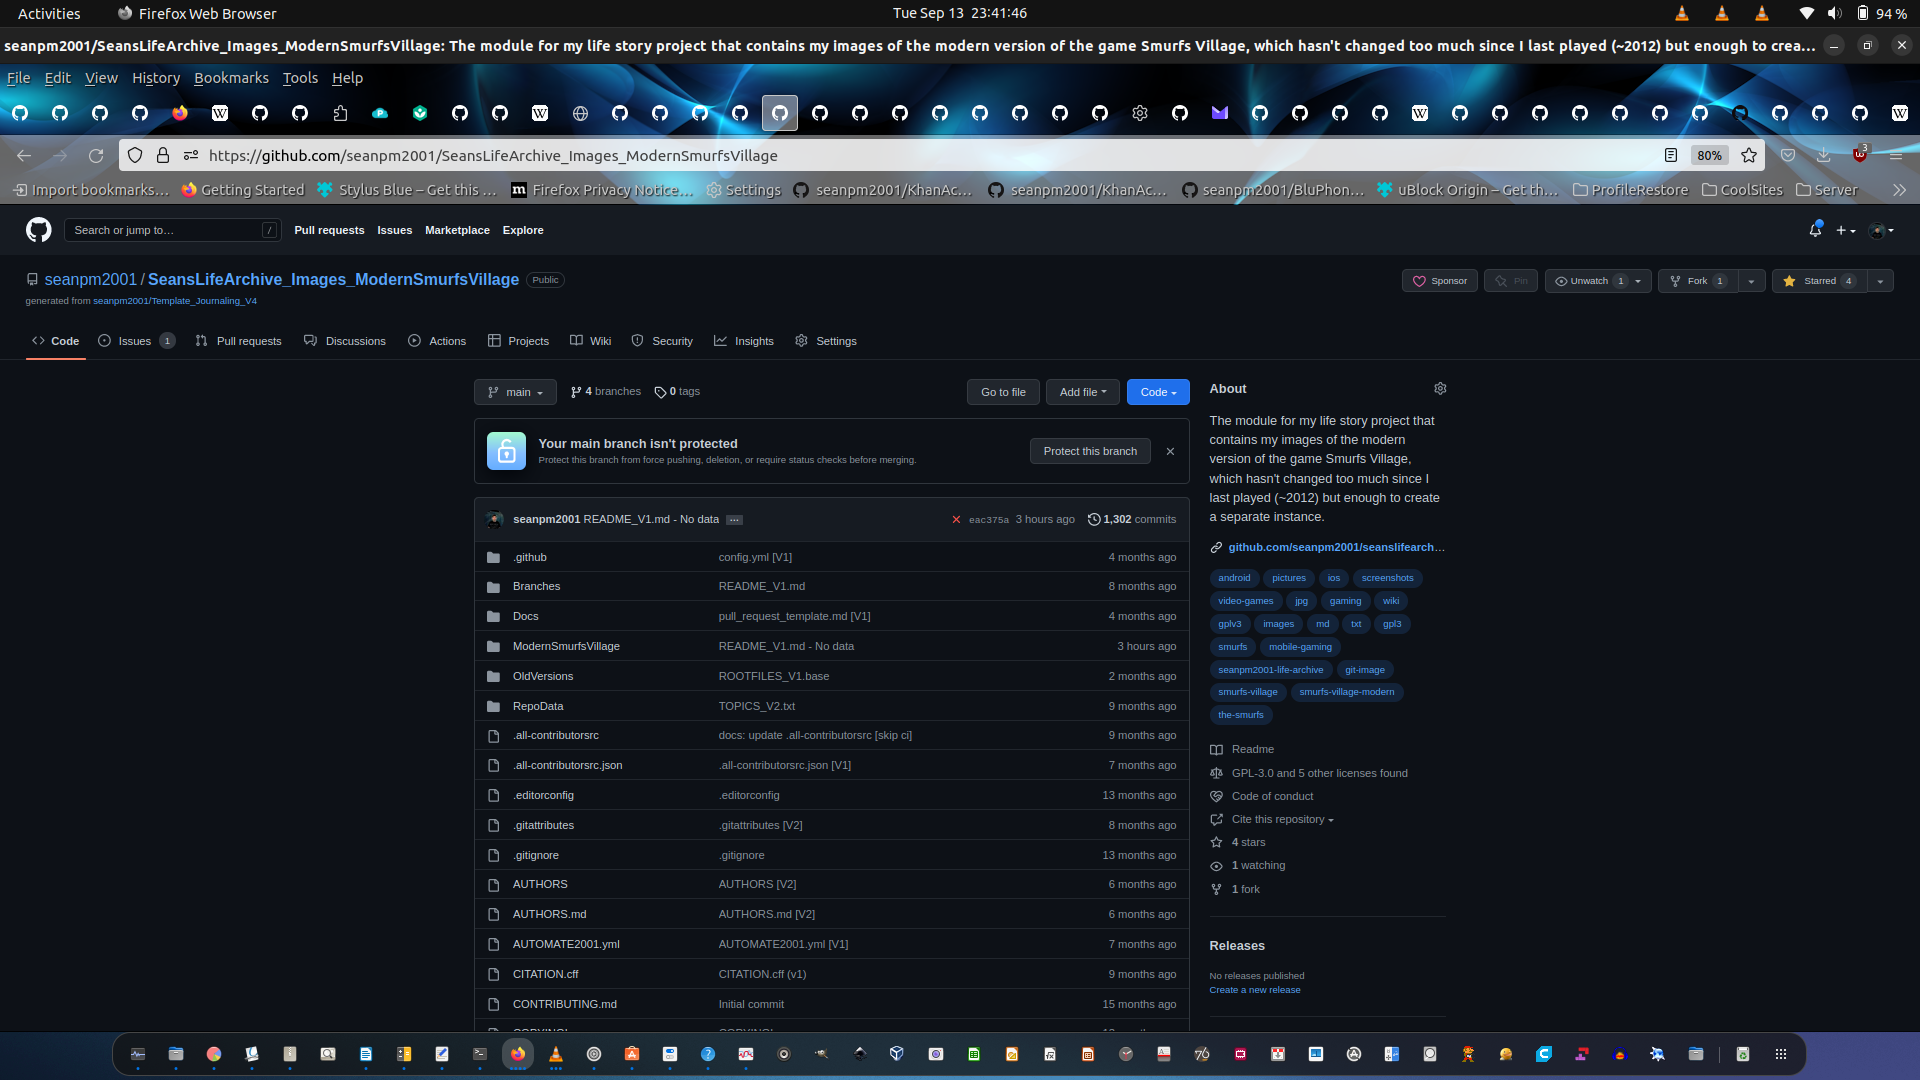 Activities
Firefox Web Browser
Tue Sep 13 23:41:46
94 %
seanpm2001/SeansLifeArchive_Images_ModernSmurfsVillage: The module for my life story project that contains my images of the modern version of the game Smurfs Village, which hasn't changed too much since I last played (~2012) but enough to crea…
File Edit View History Bookmarks Tools Help
https://github.com/seanpm2001/SeansLifeArchive_Images_ModernSmurfsVillage
80%
3
Import bookmarks…
Getting Started
Stylus Blue – Get this …
Firefox Privacy Notice…
Settings
seanpm2001/KhanAc…
seanpm2001/KhanAc…
seanpm2001/BluPhon…
uBlock Origin – Get th…
ProfileRestore
CoolSites
Server
Search or jump to…
/
Pull requests
Issues
Marketplace
Explore
seanpm2001 / SeansLifeArchive_Images_ModernSmurfsVillage
Public
Sponsor
Pin
Unwatch 1
Fork 1
Starred 4
generated from seanpm2001/Template_Journaling_V4
Code
Issues 1
Pull requests
Discussions
Actions
Projects
Wiki
Security
Insights
Settings
main
4 branches
0 tags
Go to file
Add file
Code
Your main branch isn't protected
Protect this branch from force pushing, deletion, or require status checks before merging.
Protect this branch
seanpm2001 README_V1.md - No data
eac375a 3 hours ago
1,302 commits
.github config.yml [V1] 4 months ago
Branches README_V1.md 8 months ago
Docs pull_request_template.md [V1] 4 months ago
ModernSmurfsVillage README_V1.md - No data 3 hours ago
OldVersions ROOTFILES_V1.base 2 months ago
RepoData TOPICS_V2.txt 9 months ago
.all-contributorsrc docs: update .all-contributorsrc [skip ci] 9 months ago
.all-contributorsrc.json .all-contributorsrc.json [V1] 7 months ago
.editorconfig .editorconfig 13 months ago
.gitattributes .gitattributes [V2] 8 months ago
.gitignore .gitignore 13 months ago
AUTHORS AUTHORS [V2] 6 months ago
AUTHORS.md AUTHORS.md [V2] 6 months ago
AUTOMATE2001.yml AUTOMATE2001.yml [V1] 7 months ago
CITATION.cff CITATION.cff (v1) 9 months ago
CONTRIBUTING.md Initial commit 15 months ago
About
The module for my life story project that
contains my images of the modern
version of the game Smurfs Village,
which hasn't changed too much since I
last played (~2012) but enough to create
a separate instance.
github.com/seanpm2001/seanslifearch…
android pictures ios screenshots
video-games jpg gaming wiki
gplv3 images md txt gpl3
smurfs mobile-gaming
seanpm2001-life-archive git-image
smurfs-village smurfs-village-modern
the-smurfs
Readme
GPL-3.0 and 5 other licenses found
Code of conduct
Cite this repository
4 stars
1 watching
1 fork
Releases
No releases published
Create a new release